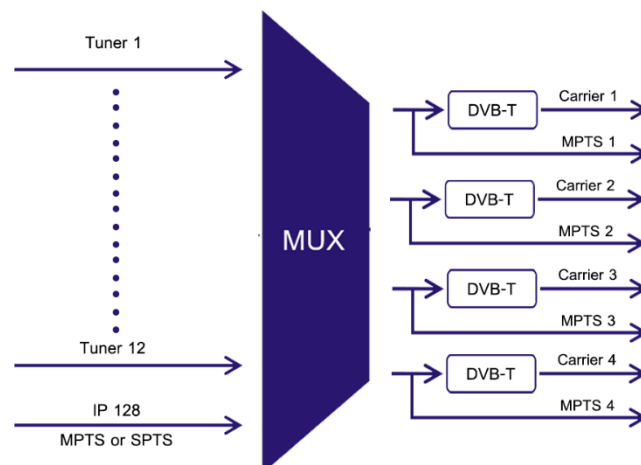 Tuner 1
Tuner 12
IP 128
MPTS or SPTS
MUX
DVB-T
Carrier 1
MPTS 1
DVB-T
Carrier 2
MPTS 2
DVB-T
Carrier 3
MPTS 3
DVB-T
Carrier 4
MPTS 4